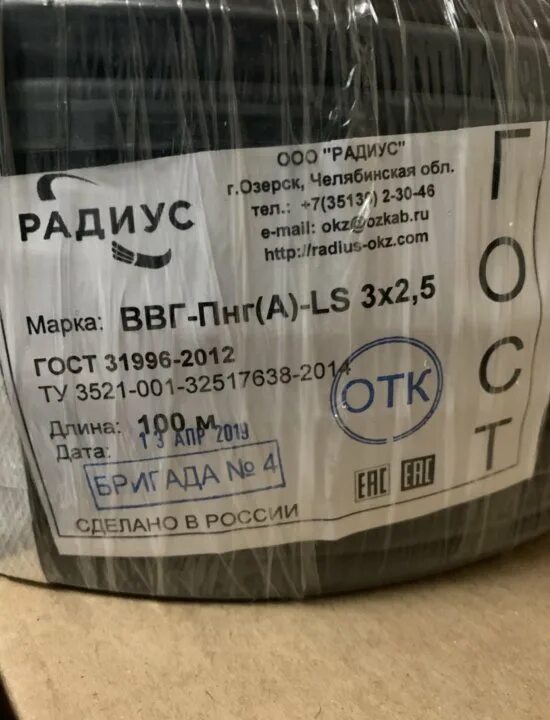 ООО "РАДИУС"
г.Озерск, Челябинская обл.
тел.: +7(35130) 2-30-46
e-mail: okz@ozkab.ru
http://radius-okz.com
РАДИУС
Марка: ВВГ-Пнг(А)-LS 3х2,5
ГОСТ 31996-2012
ТУ 3521-001-32517638-2014
Длина: 100 м
Дата: 13 АПР 2019
БРИГАДА № 4
СДЕЛАНО В РОССИИ
ОТК
ЕАС ЕАС
ГОСТ